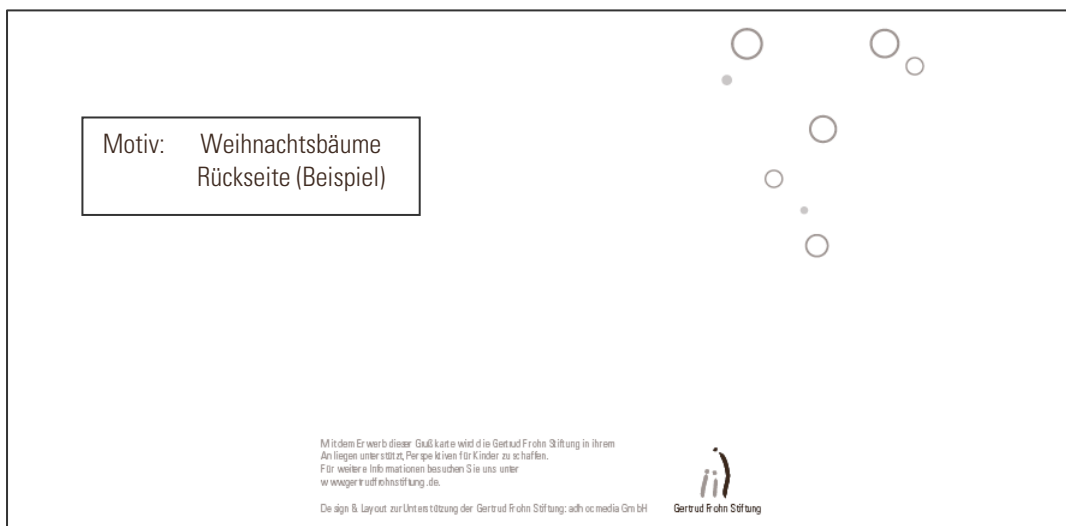 Motiv: Weihnachtsbäume
Rückseite (Beispiel)
Mit dem Erwerb dieser Grußkarte wird die Gertrud Frohn Stiftung in ihrem
Anliegen unterstützt, Perspektiven für Kinder zu schaffen.
Für weitere Informationen besuchen Sie uns unter
www.gertrudfrohnstiftung.de.
Design & Layout zur Unterstützung der Gertrud Frohn Stiftung: adhocmedia GmbH
Gertrud Frohn Stiftung